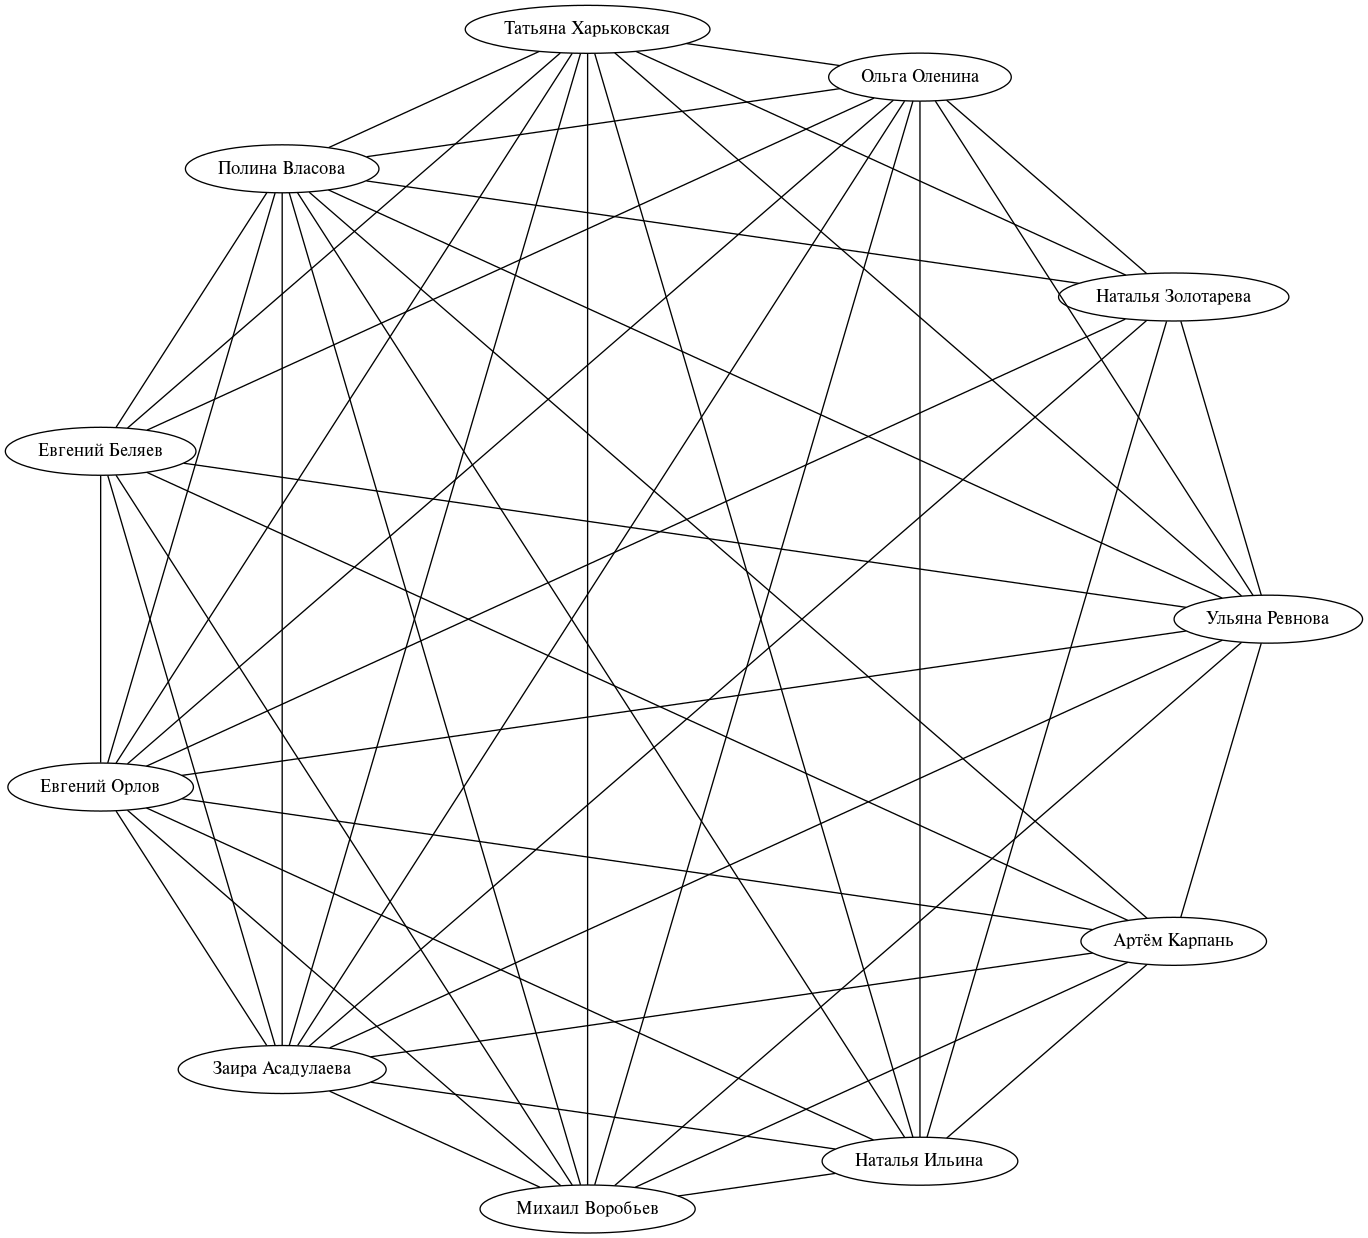 Татьяна Харьковская
Ольга Оленина
Полина Власова
Наталья Золотарева
Евгений Беляев
Ульяна Ревнова
Евгений Орлов
Артём Карпань
Заира Асадулаева
Наталья Ильина
Михаил Воробьев